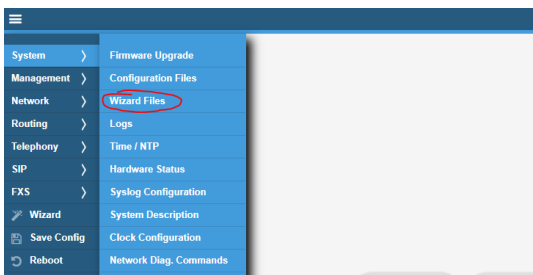 System
Management
Network
Routing
Telephony
SIP
FXS
Wizard
Save Config
Reboot
Firmware Upgrade
Configuration Files
Wizard Files
Logs
Time / NTP
Hardware Status
Syslog Configuration
System Description
Clock Configuration
Network Diag. Commands